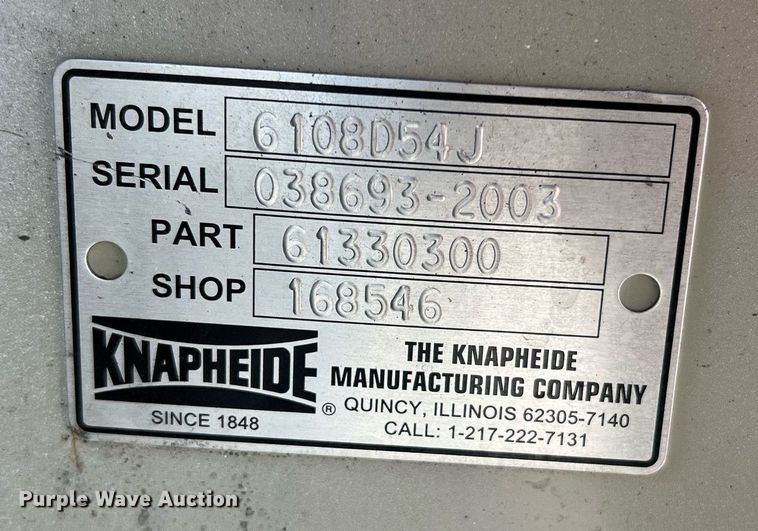 MODEL 6108D54J
SERIAL 038693-2003
PART 61330300
SHOP 168546
KNAPHEIDE ®
SINCE 1848
THE KNAPHEIDE
MANUFACTURING COMPANY
QUINCY, ILLINOIS 62305-7140
CALL: 1-217-222-7131
Purple Wave Auction